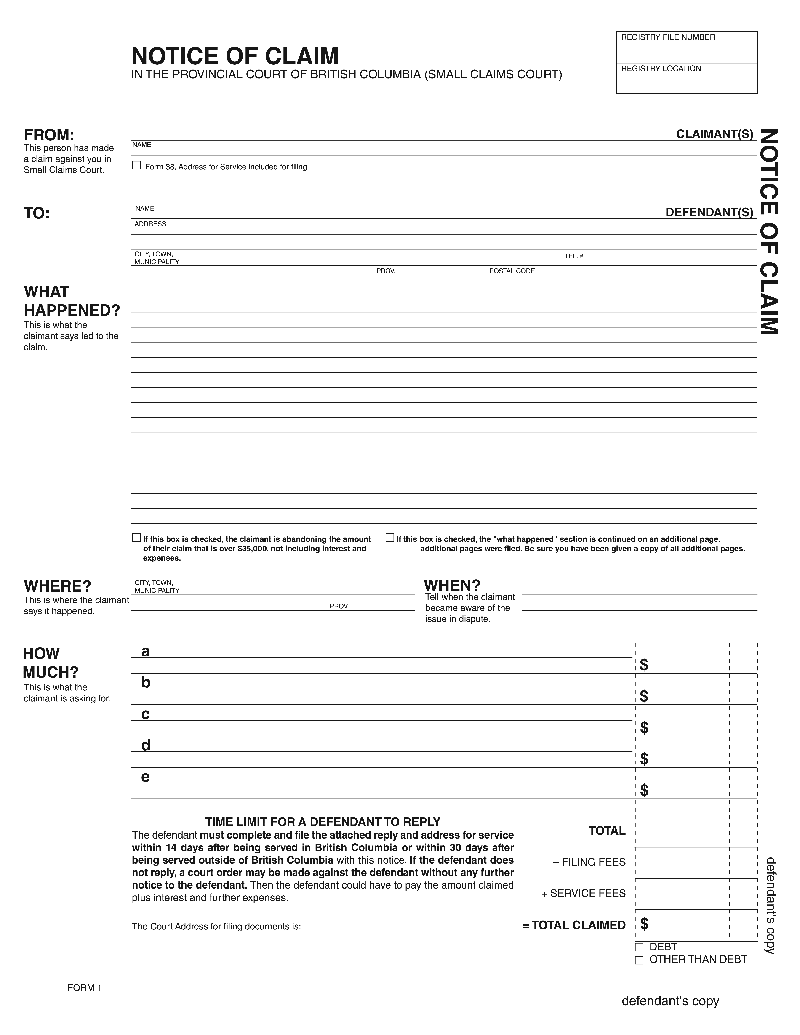 NOTICE OF CLAIM
IN THE PROVINCIAL COURT OF BRITISH COLUMBIA (SMALL CLAIMS COURT)
REGISTRY FILE NUMBER
REGISTRY LOCATION
FROM:
This person has made
a claim against you in
Small Claims Court.
CLAIMANT(S)
NAME
Form 38, Address for Service included for filing
NOTICE OF CLAIM
TO:
NAME
DEFENDANT(S)
ADDRESS
CITY, TOWN,
MUNICIPALITY
TEL.#
PROV.
POSTAL CODE
WHAT
HAPPENED?
This is what the
claimant says led to the
claim.
If this box is checked, the claimant is abandoning the amount
of their claim that is over $35,000, not including interest and
expenses.
If this box is checked, the "what happened" section is continued on an additional page.
additional pages were filed. Be sure you have been given a copy of all additional pages.
WHERE?
This is where the claimant
says it happened.
CITY, TOWN,
MUNICIPALITY
PROV.
WHEN?
Tell when the claimant
became aware of the
issue in dispute.
HOW
MUCH?
This is what the
claimant is asking for.
a
$
b
$
c
$
d
$
e
$
TIME LIMIT FOR A DEFENDANT TO REPLY
The defendant must complete and file the attached reply and address for service
within 14 days after being served in British Columbia or within 30 days after
being served outside of British Columbia with this notice. If the defendant does
not reply, a court order may be made against the defendant without any further
notice to the defendant. Then the defendant could have to pay the amount claimed
plus interest and further expenses.
The Court Address for filing documents is:
TOTAL
+ FILING FEES
+ SERVICE FEES
= TOTAL CLAIMED $
DEBT
OTHER THAN DEBT
defendant's copy
FORM 1
defendant's copy